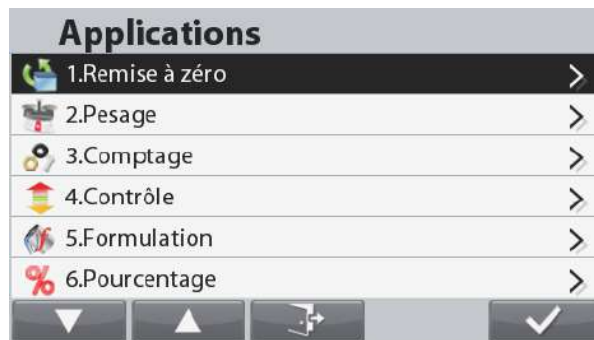 Applications
1.Remise à zéro
2.Pesage
3.Comptage
4.Contrôle
5.Formulation
6.Pourcentage